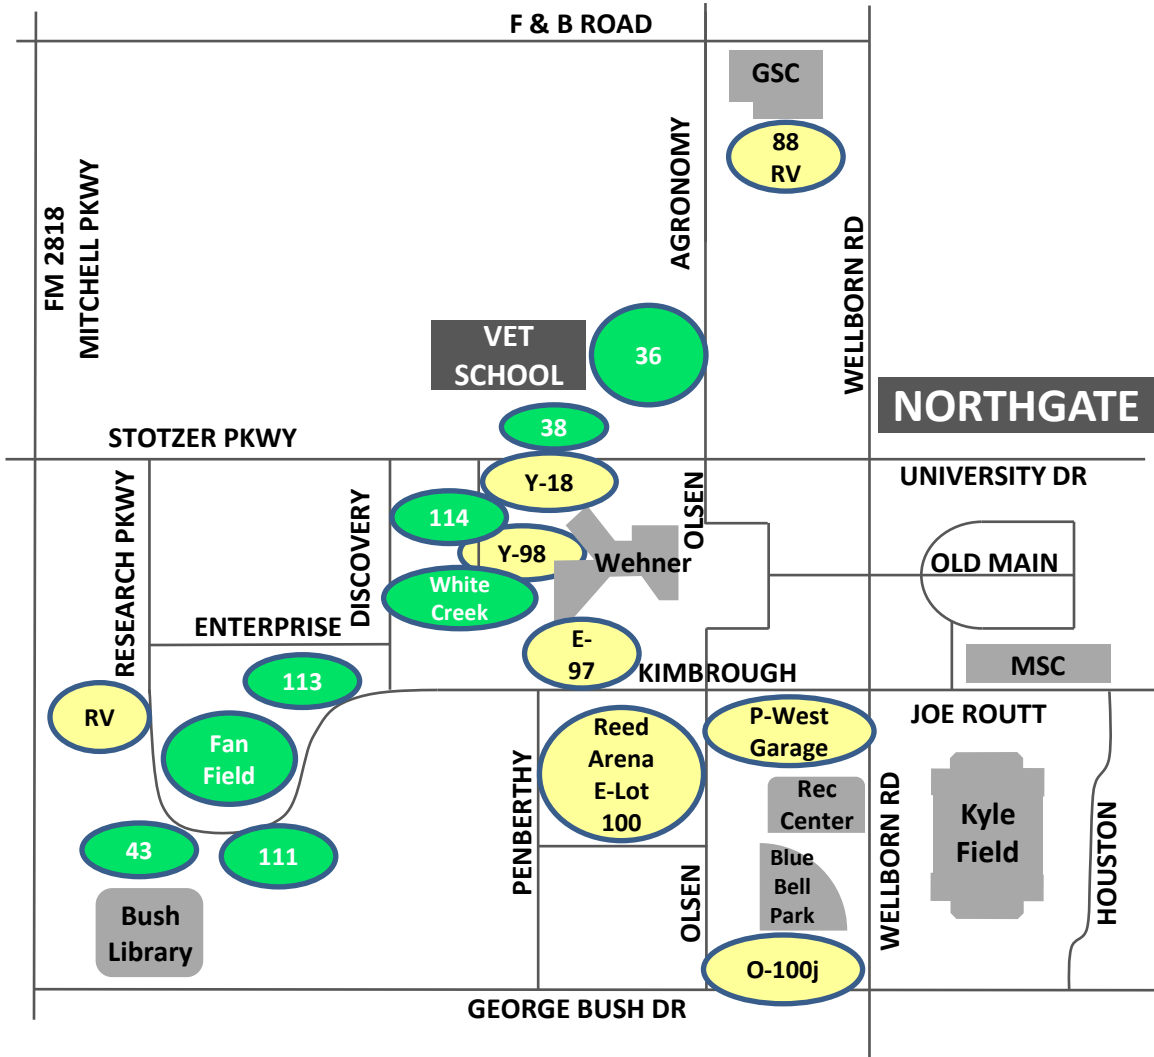 F & B ROAD
GSC
88
RV
AGRONOMY
FM 2818
MITCHELL PKWY
WELLBORN RD
VET
SCHOOL
36
NORTHGATE
38
STOTZER PKWY
UNIVERSITY DR
RESEARCH PKWY
DISCOVERY
Y-18
OLSEN
114
Y-98
Wehner
OLD MAIN
White
Creek
ENTERPRISE
E-
97
KIMBROUGH
MSC
113
RV
P-West
Garage
JOE ROUTT
Fan
Field
Reed
Arena
E-Lot
100
PENBERTHY
Rec
Center
WELLBORN RD
Kyle
Field
HOUSTON
43
111
Blue
Bell
Park
OLSEN
Bush
Library
O-100j
GEORGE BUSH DR